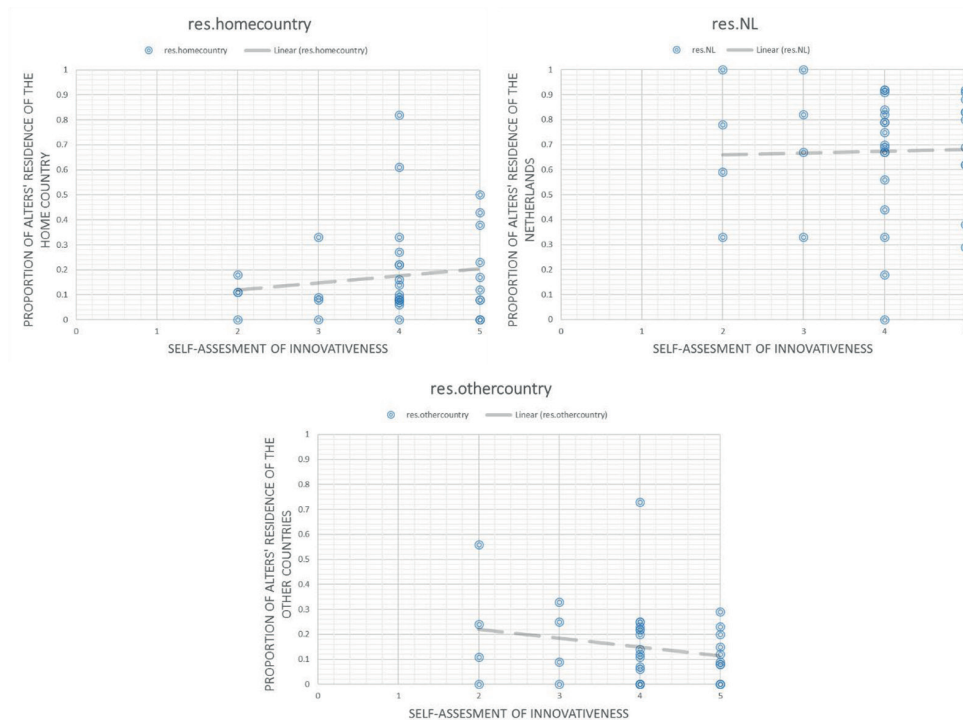 res.homecountry
res.homecountry Linear (res.homecountry)
PROPORTION OF ALTERS' RESIDENCE OF THE
HOME COUNTRY
1
0.9
0.8
0.7
0.6
0.5
0.4
0.3
0.2
0.1
0
0 1 2 3 4 5
SELF-ASSESMENT OF INNOVATIVENESS
res.NL
res.NL Linear (res.NL)
PROPORTION OF ALTERS' RESIDENCE OF THE
NETHERLANDS
1
0.9
0.8
0.7
0.6
0.5
0.4
0.3
0.2
0.1
0
0 1 2 3 4
SELF-ASSESMENT OF INNOVATIVENESS
res.othercountry
res.othercountry Linear (res.othercountry)
PROPORTION OF ALTERS' RESIDENCE OF THE
OTHER COUNTRIES
1
0.9
0.8
0.7
0.6
0.5
0.4
0.3
0.2
0.1
0
0 1 2 3 4 5
SELF-ASSESMENT OF INNOVATIVENESS